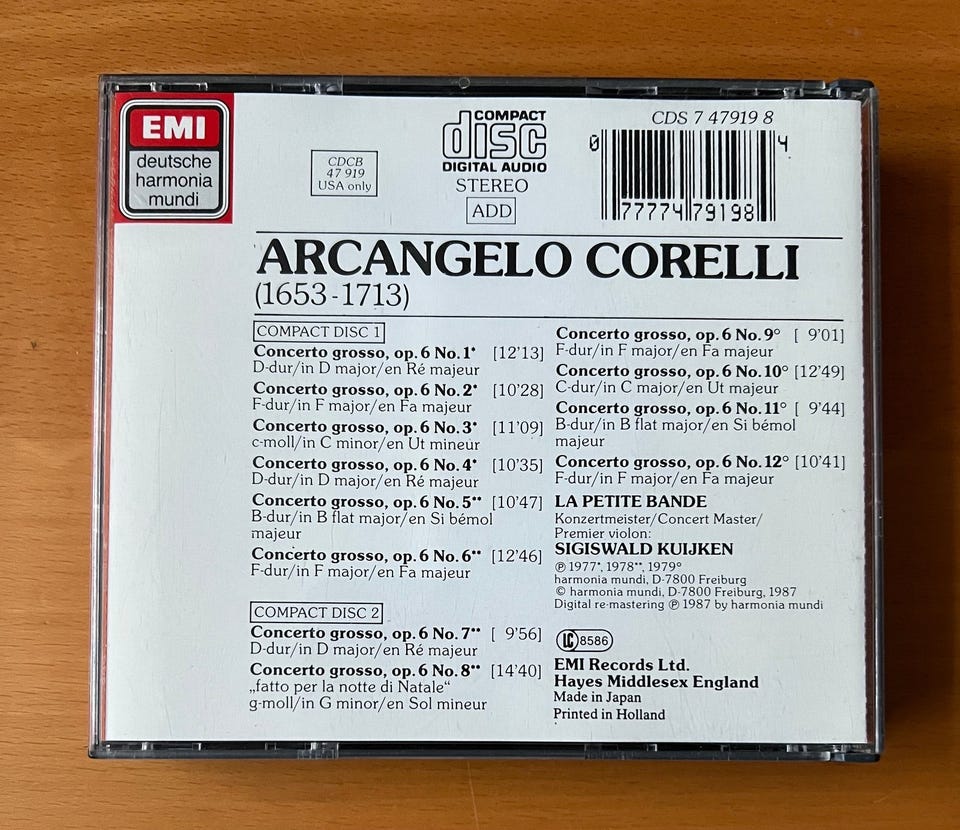 EMI
deutsche
harmonia
mundi
CDCB
47 919
USA only
COMPACT
disc
DIGITAL AUDIO
STEREO
ADD
CDS 7 47919 8
0 77774 79198 4
ARCANGELO CORELLI
(1653-1713)
COMPACT DISC 1
Concerto grosso, op. 6 No. 1* [12'13]
D-dur/in D major/en Ré majeur
Concerto grosso, op. 6 No. 2* [10'28]
F-dur/in F major/en Fa majeur
Concerto grosso, op. 6 No. 3* [11'09]
c-moll/in C minor/en Ut mineur
Concerto grosso, op. 6 No. 4* [10'35]
D-dur/in D major/en Ré majeur
Concerto grosso, op. 6 No. 5** [10'47]
B-dur/in B flat major/en Si bémol
majeur
Concerto grosso, op. 6 No. 6** [12'46]
F-dur/in F major/en Fa majeur
COMPACT DISC 2
Concerto grosso, op. 6 No. 7** [ 9'56]
D-dur/in D major/en Ré majeur
Concerto grosso, op. 6 No. 8** [14'40]
„fatto per la notte di Natale“
g-moll/in G minor/en Sol mineur
Concerto grosso, op. 6 No. 9° [ 9'01]
F-dur/in F major/en Fa majeur
Concerto grosso, op. 6 No. 10° [12'49]
C-dur/in C major/en Ut majeur
Concerto grosso, op. 6 No. 11° [ 9'44]
B-dur/in B flat major/en Si bémol
majeur
Concerto grosso, op. 6 No. 12° [10'41]
F-dur/in F major/en Fa majeur
LA PETITE BANDE
Konzertmeister/Concert Master/
Premier violon:
SIGISWALD KUIJKEN
℗ 1977*, 1978**, 1979°
harmonia mundi, D-7800 Freiburg
© harmonia mundi, D-7800 Freiburg, 1987
Digital re-mastering ℗ 1987 by harmonia mundi
LC 8586
EMI Records Ltd.
Hayes Middlesex England
Made in Japan
Printed in Holland